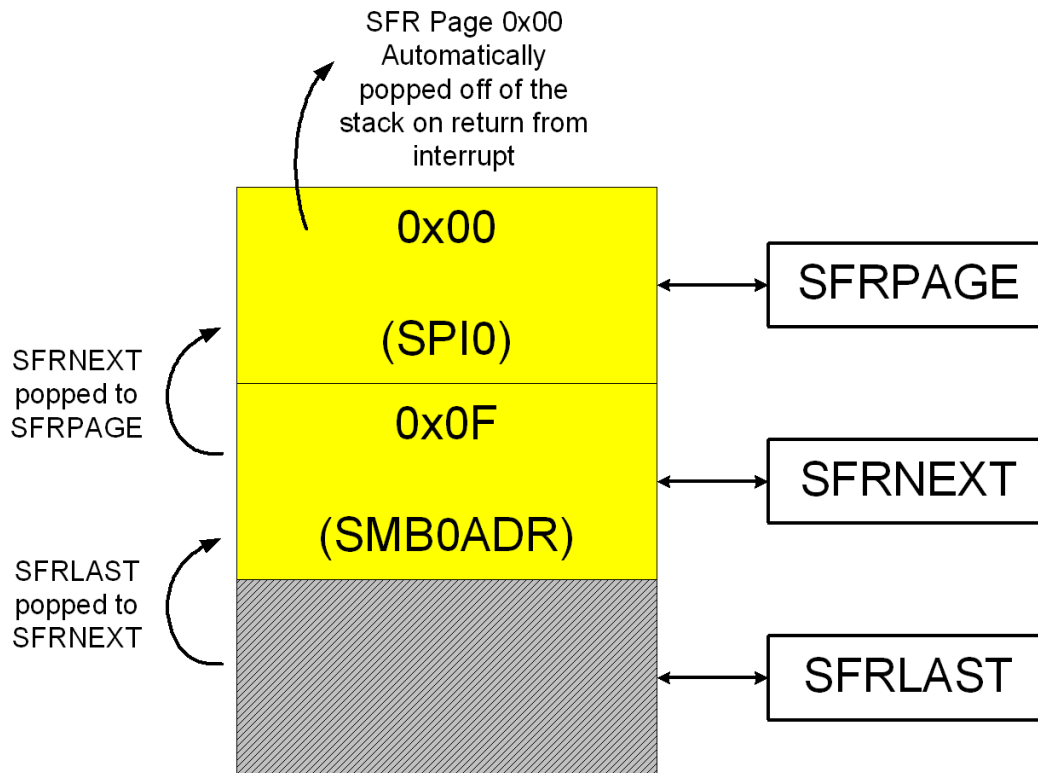 SFR Page 0x00
Automatically
popped off of the
stack on return from
interrupt
0x00
(SPI0)
SFRPAGE
SFRNEXT
popped to
SFRPAGE
0x0F
(SMB0ADR)
SFRNEXT
SFRLAST
popped to
SFRNEXT
SFRLAST